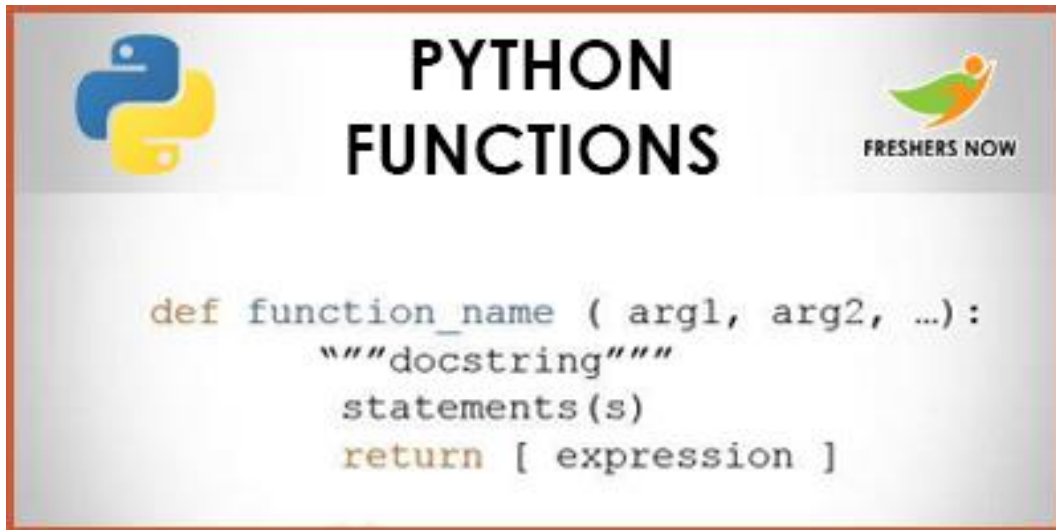 PYTHON
FUNCTIONS
FRESHERS NOW
def function_name ( arg1, arg2, …):
“””docstring”””
statements(s)
return [ expression ]